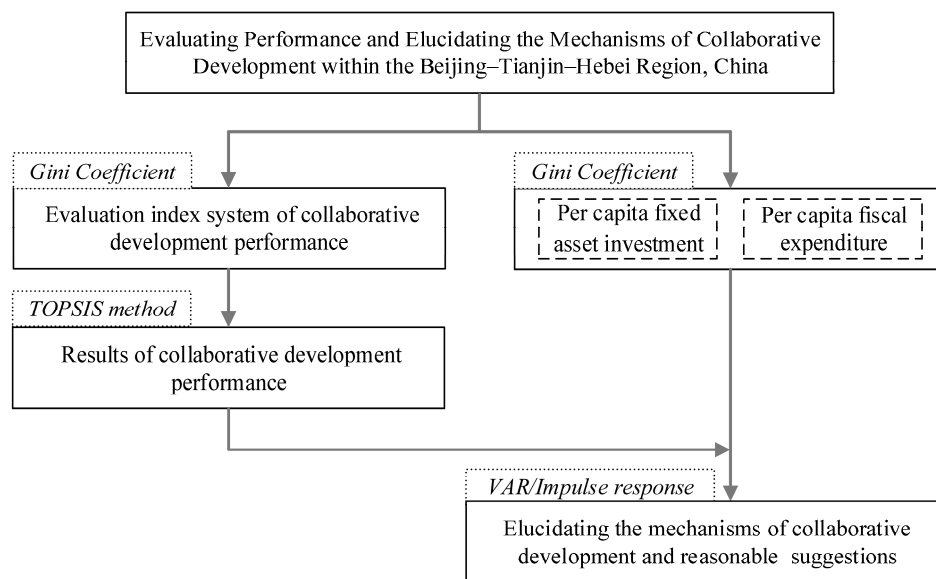 Evaluating Performance and Elucidating the Mechanisms of Collaborative
Development within the Beijing–Tianjin–Hebei Region, China
Gini Coefficient
Evaluation index system of collaborative
development performance
Gini Coefficient
Per capita fixed
asset investment
Per capita fiscal
expenditure
TOPSIS method
Results of collaborative development
performance
VAR/Impulse response
Elucidating the mechanisms of collaborative
development and reasonable suggestions